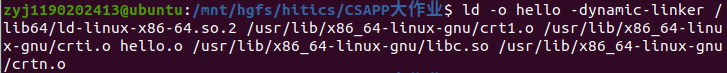 zyj1190202413@ubuntu:/mnt/hgfs/hitics/CSAPP大作业$ ld -o hello -dynamic-linker /
lib64/ld-linux-x86-64.so.2 /usr/lib/x86_64-linux-gnu/crt1.o /usr/lib/x86_64-linu
x-gnu/crti.o hello.o /usr/lib/x86_64-linux-gnu/libc.so /usr/lib/x86_64-linux-gnu
/crtn.o